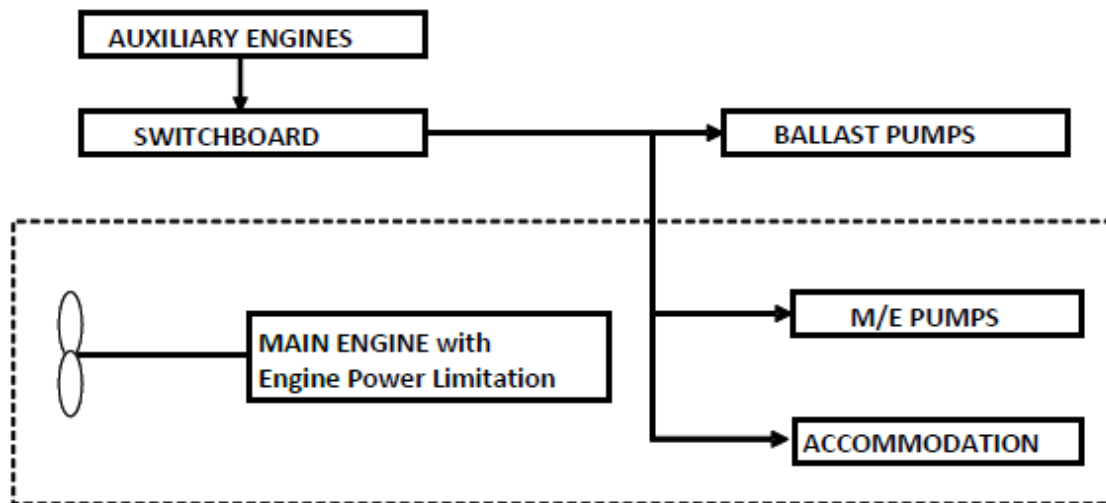 AUXILIARY ENGINES
SWITCHBOARD
BALLAST PUMPS
MAIN ENGINE with
Engine Power Limitation
M/E PUMPS
ACCOMMODATION